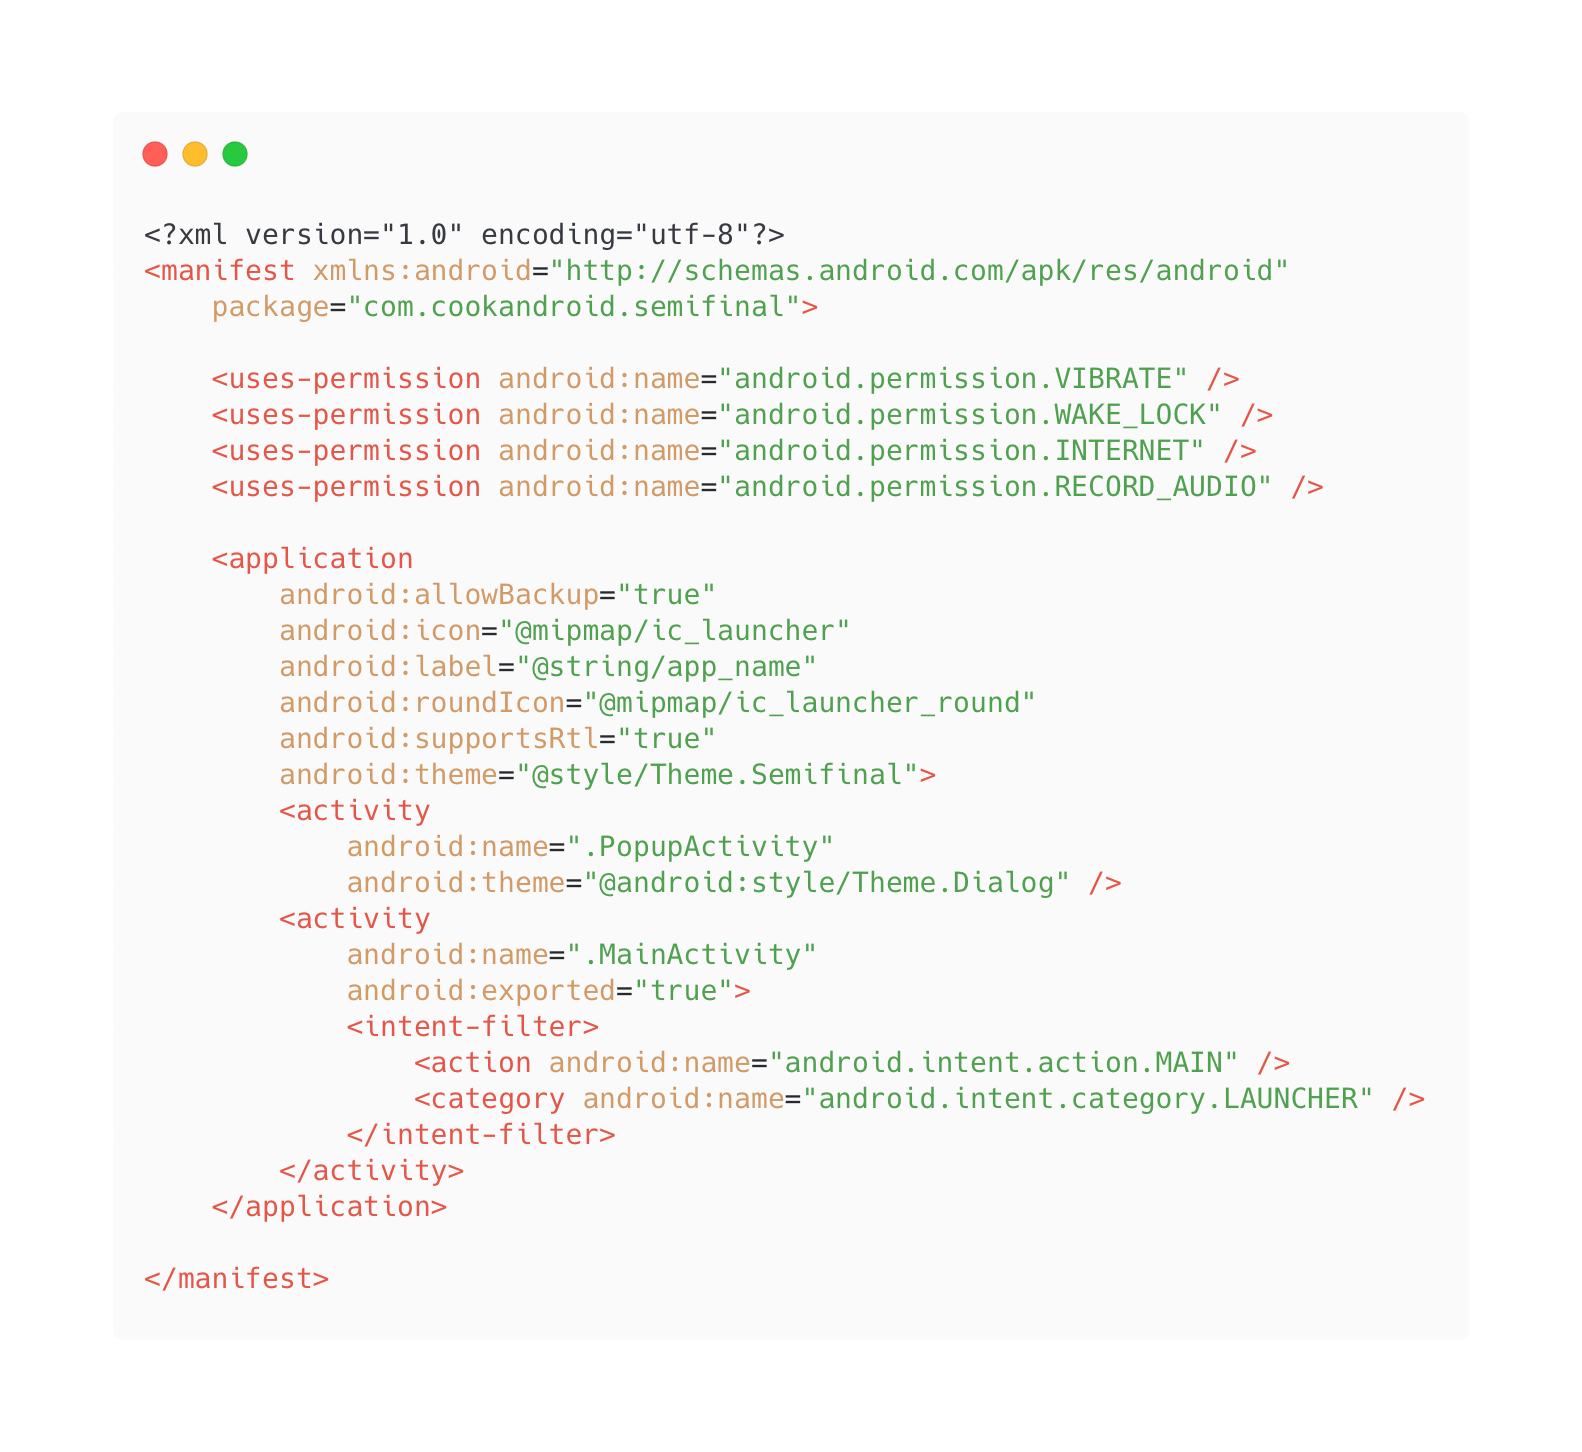 <?xml version="1.0" encoding="utf-8"?>
<manifest xmlns:android="http://schemas.android.com/apk/res/android"
    package="com.cookandroid.semifinal">

    <uses-permission android:name="android.permission.VIBRATE" />
    <uses-permission android:name="android.permission.WAKE_LOCK" />
    <uses-permission android:name="android.permission.INTERNET" />
    <uses-permission android:name="android.permission.RECORD_AUDIO" />

    <application
        android:allowBackup="true"
        android:icon="@mipmap/ic_launcher"
        android:label="@string/app_name"
        android:roundIcon="@mipmap/ic_launcher_round"
        android:supportsRtl="true"
        android:theme="@style/Theme.Semifinal">
        <activity
            android:name=".PopupActivity"
            android:theme="@android:style/Theme.Dialog" />
        <activity
            android:name=".MainActivity"
            android:exported="true">
            <intent-filter>
                <action android:name="android.intent.action.MAIN" />
                <category android:name="android.intent.category.LAUNCHER" />
            </intent-filter>
        </activity>
    </application>

</manifest>